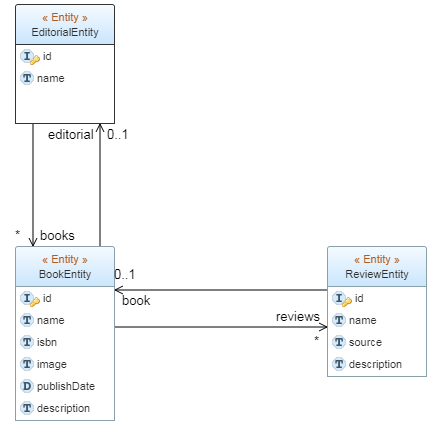 « Entity »
EditorialEntity
I id
T name
editorial 0..1
* books
« Entity »
BookEntity
I id
T name
T isbn
T image
D publishDate
T description
0..1
book
reviews
*
« Entity »
ReviewEntity
I id
T name
T source
T description